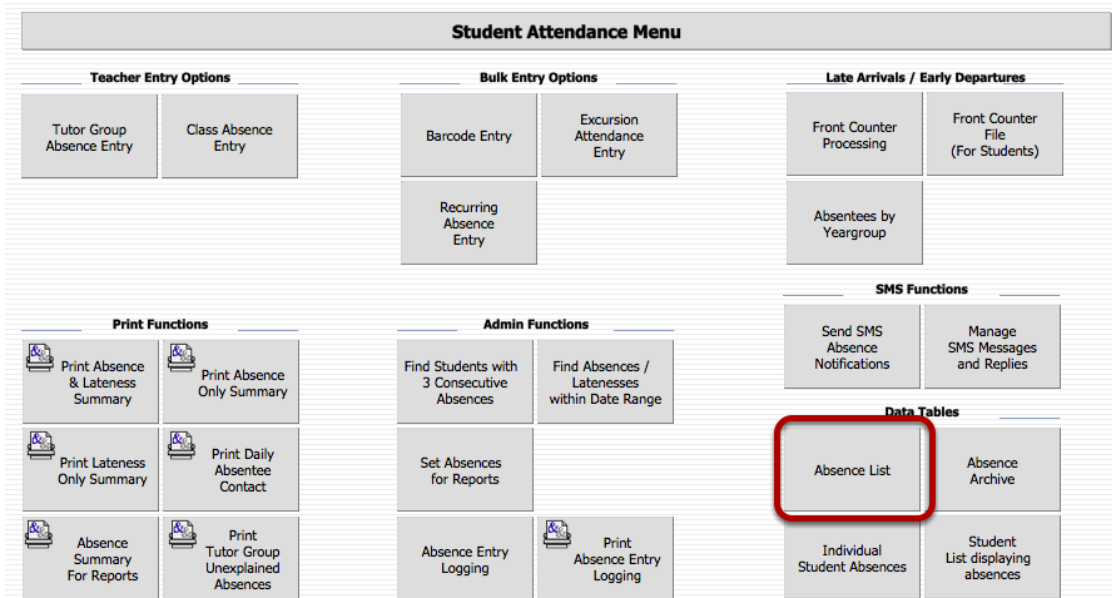 Student Attendance Menu
Teacher Entry Options
Tutor Group
Absence Entry
Class Absence
Entry
Bulk Entry Options
Barcode Entry
Excursion
Attendance
Entry
Recurring
Absence
Entry
Late Arrivals / Early Departures
Front Counter
Processing
Front Counter
File
(For Students)
Absentees by
Yeargroup
Print Functions
Print Absence
& Lateness
Summary
Print Absence
Only Summary
Print Lateness
Only Summary
Print Daily
Absentee
Contact
Absence
Summary
For Reports
Print
Tutor Group
Unexplained
Absences
Admin Functions
Find Students with
3 Consecutive
Absences
Find Absences /
Latenesses
within Date Range
Set Absences
for Reports
Absence Entry
Logging
Print
Absence Entry
Logging
SMS Functions
Send SMS
Absence
Notifications
Manage
SMS Messages
and Replies
Data Tables
Absence List
Absence
Archive
Individual
Student Absences
Student
List displaying
absences